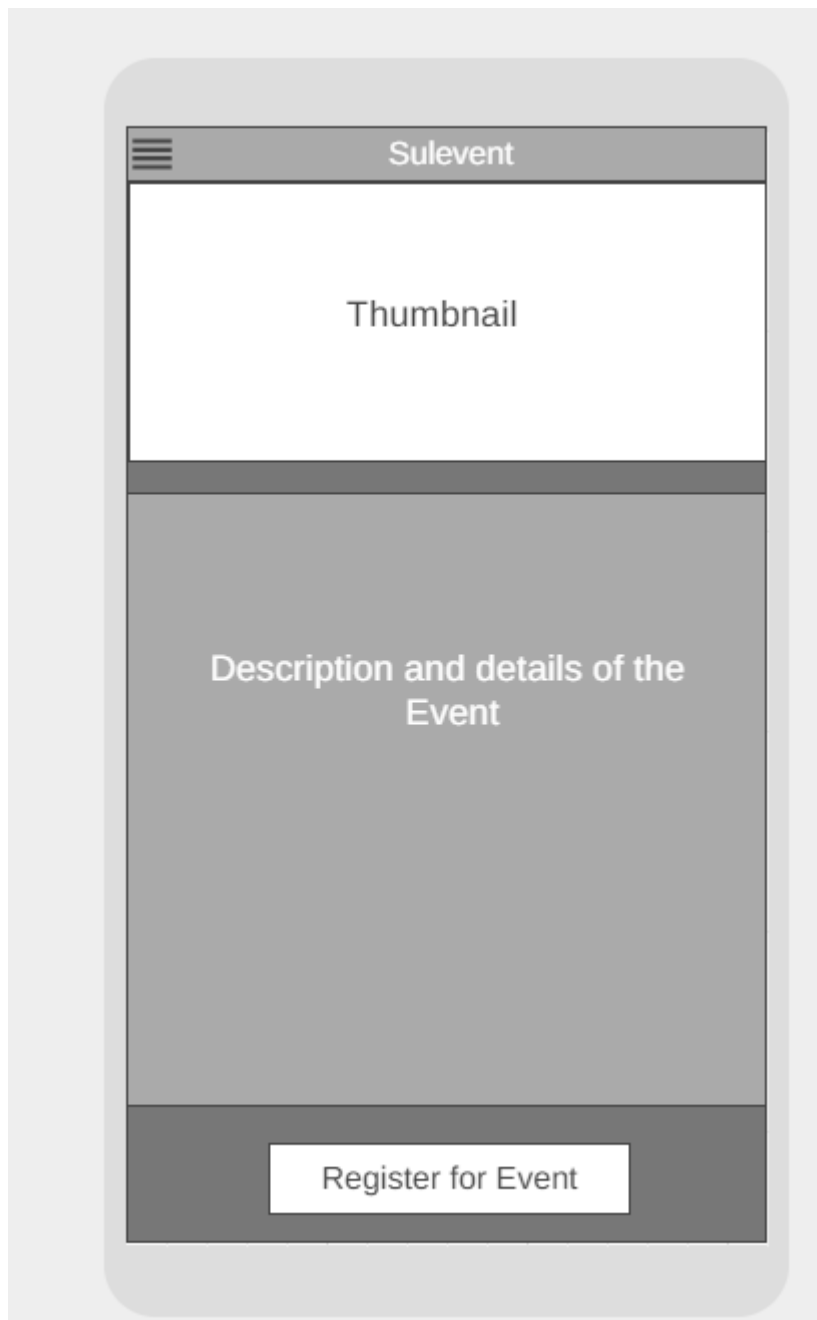 Sulevent
Thumbnail
Description and details of the
Event
Register for Event